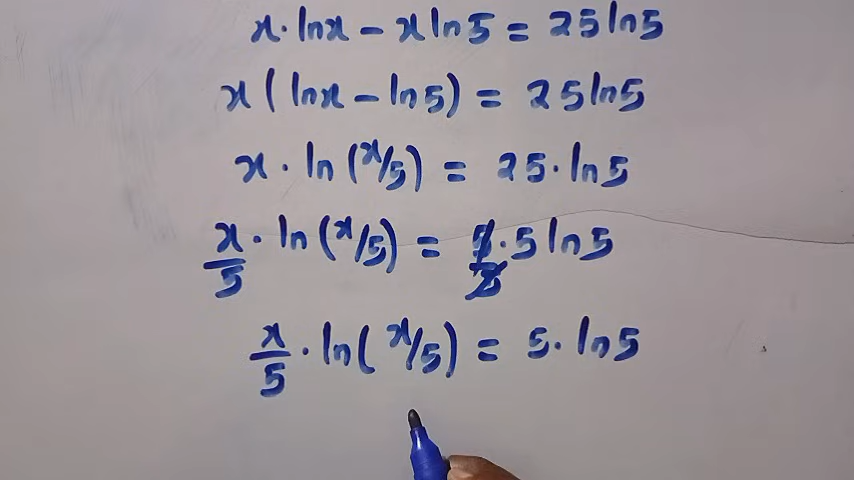 x·lnx − xln5 = 25ln5
x(lnx − ln5) = 25ln5
x·ln(x/5) = 25·ln5
x/5·ln(x/5) = 5/5·5ln5
x/5·ln(x/5) = 5·ln5